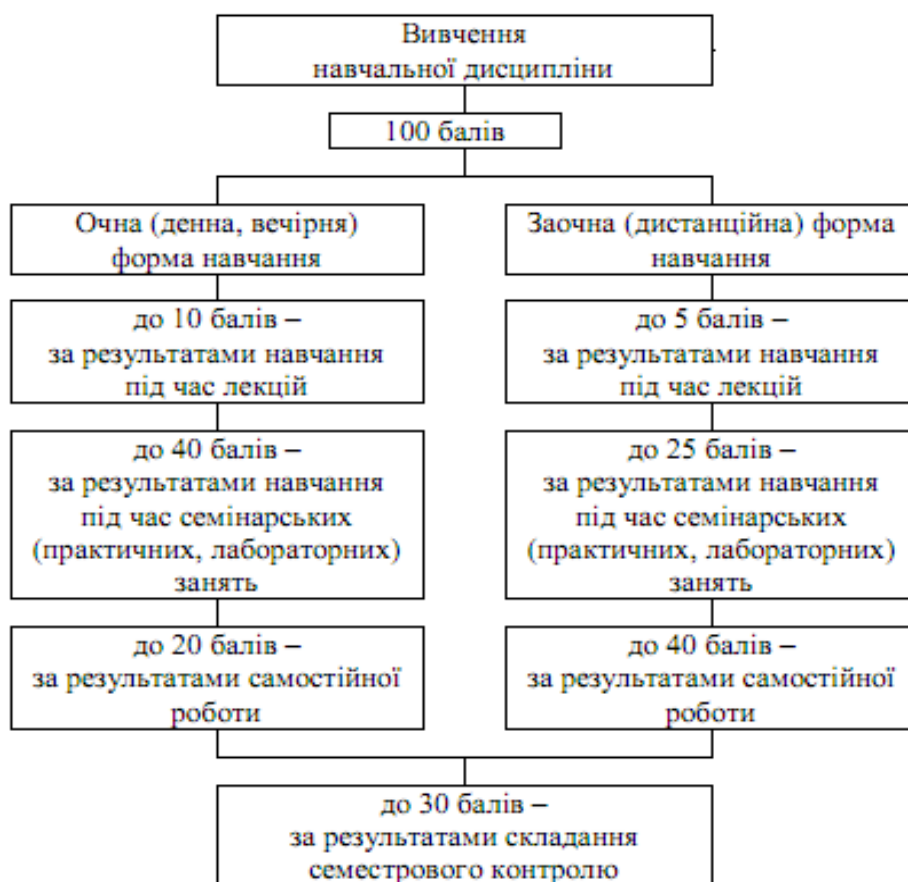 Вивчення
навчальної дисципліни
100 балів
Очна (денна, вечірня)
форма навчання
Заочна (дистанційна) форма
навчання
до 10 балів –
за результатами навчання
під час лекцій
до 5 балів –
за результатами навчання
під час лекцій
до 40 балів –
за результатами навчання
під час семінарських
(практичних, лабораторних)
занять
до 25 балів –
за результатами навчання
під час семінарських
(практичних, лабораторних)
занять
до 20 балів –
за результатами самостійної
роботи
до 40 балів –
за результатами самостійної
роботи
до 30 балів –
за результатами складання
семестрового контролю